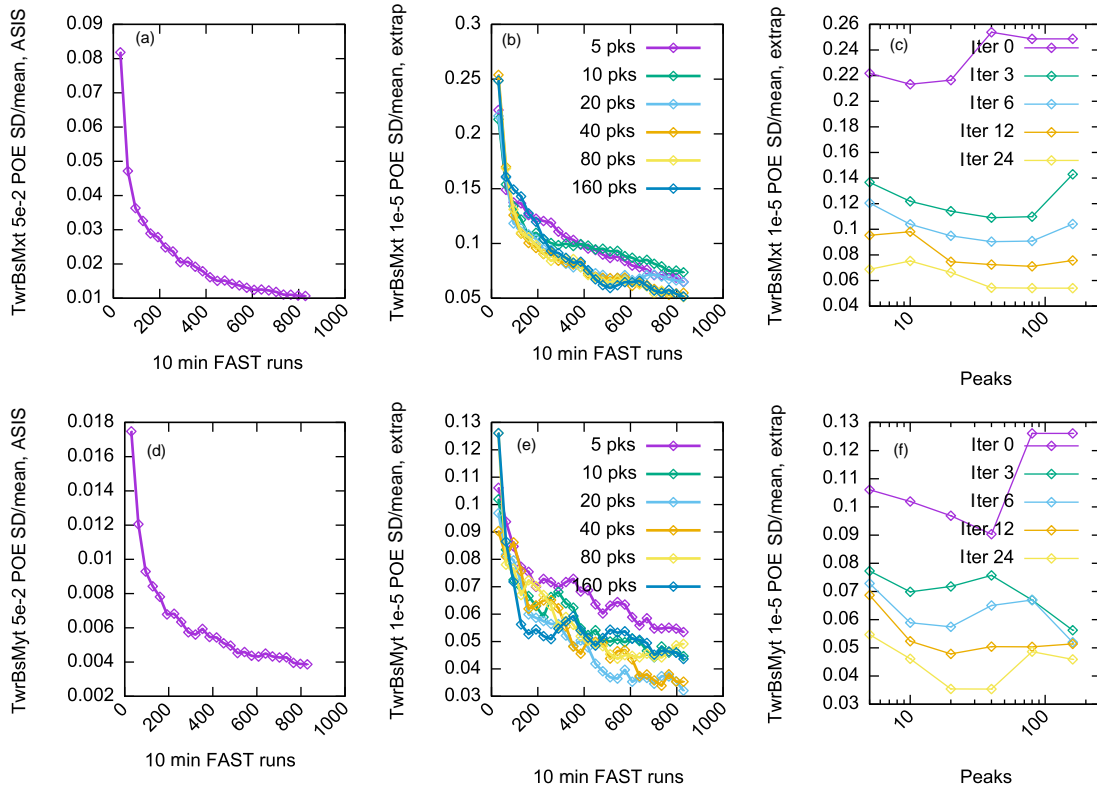 TwrBsMxt 5e-2 POE SD/mean, ASIS
0.09
0.08
0.07
0.06
0.05
0.04
0.03
0.02
0.01
(a)
0
200
400
600
800
1000
10 min FAST runs
TwrBsMxt 1e-5 POE SD/mean, extrap
0.3
0.25
0.2
0.15
0.1
0.05
(b)
5 pks
10 pks
20 pks
40 pks
80 pks
160 pks
0
200
400
600
800
1000
10 min FAST runs
TwrBsMxt 1e-5 POE SD/mean, extrap
0.26
0.24
0.22
0.2
0.18
0.16
0.14
0.12
0.1
0.08
0.06
0.04
(c)
Iter 0
Iter 3
Iter 6
Iter 12
Iter 24
10
100
Peaks
TwrBsMyt 5e-2 POE SD/mean, ASIS
0.018
0.016
0.014
0.012
0.01
0.008
0.006
0.004
0.002
(d)
0
200
400
600
800
1000
10 min FAST runs
TwrBsMyt 1e-5 POE SD/mean, extrap
0.13
0.12
0.11
0.1
0.09
0.08
0.07
0.06
0.05
0.04
0.03
(e)
5 pks
10 pks
20 pks
40 pks
80 pks
160 pks
0
200
400
600
800
1000
10 min FAST runs
TwrBsMyt 1e-5 POE SD/mean, extrap
0.13
0.12
0.11
0.1
0.09
0.08
0.07
0.06
0.05
0.04
0.03
(f)
Iter 0
Iter 3
Iter 6
Iter 12
Iter 24
10
100
Peaks